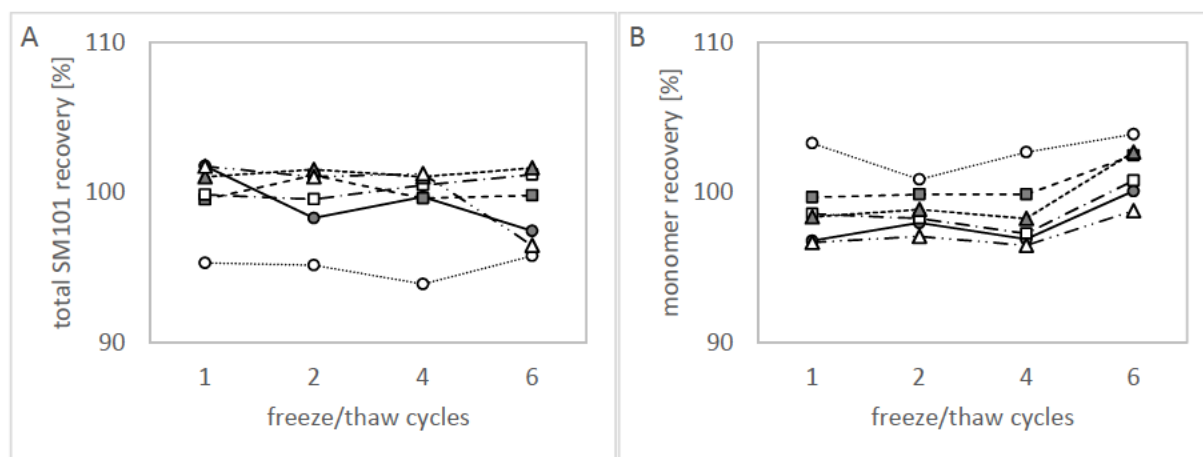 A
total SM101 recovery [%]
110
100
90
1 2 4 6
freeze/thaw cycles
B
monomer recovery [%]
110
100
90
1 2 4 6
freeze/thaw cycles